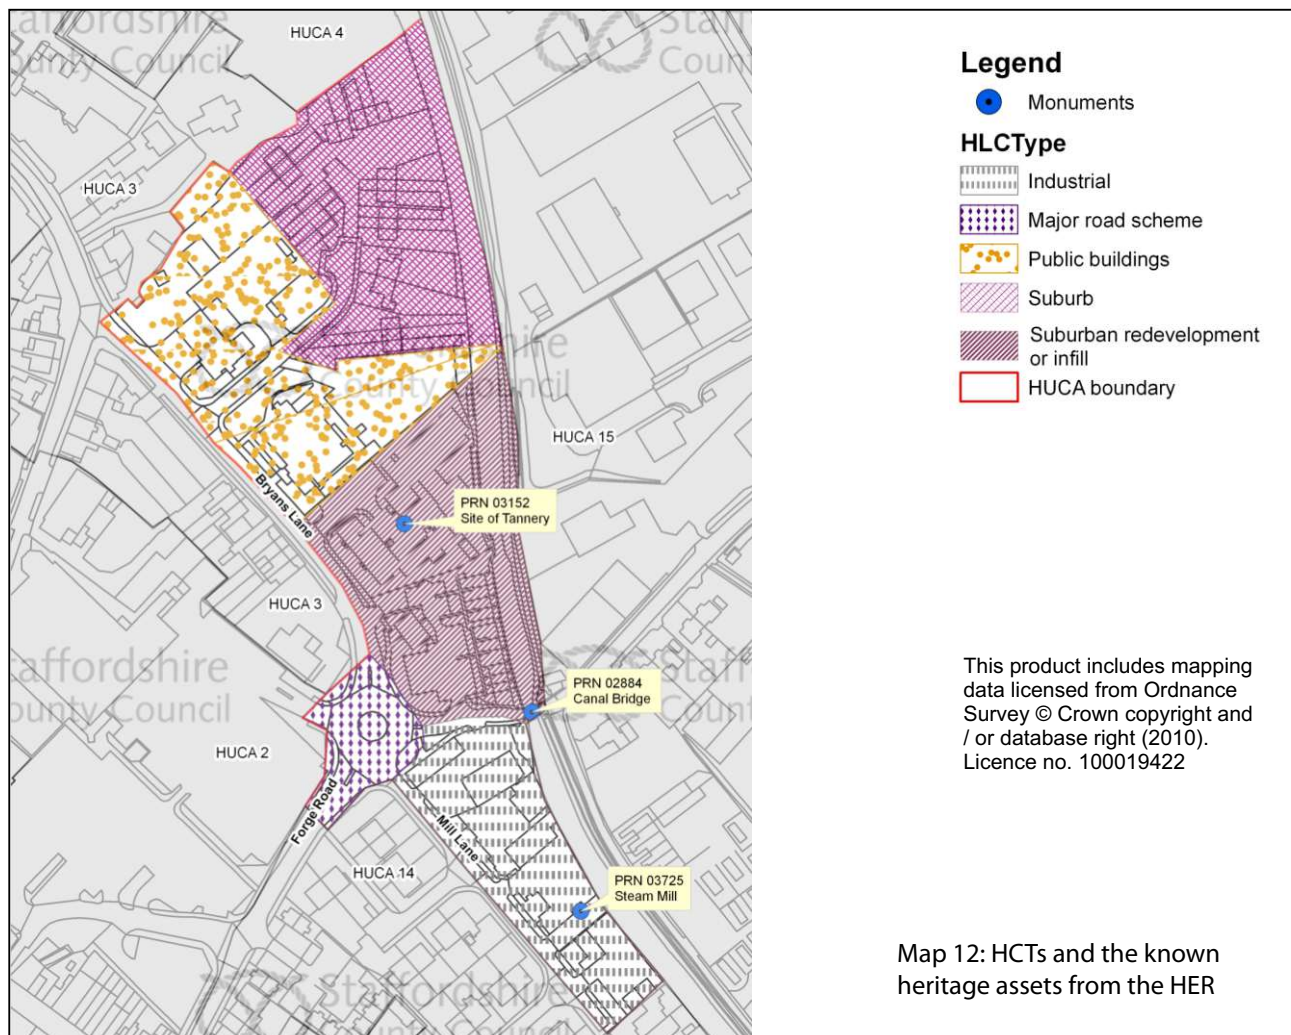 HUCA 4
HUCA 3
Staffordshire
County Council
HUCA 15
Bryans Lane
PRN 03152
Site of Tannery
HUCA 3
PRN 02884
Canal Bridge
HUCA 2
Forge Road
Mill Lane
HUCA 14
PRN 03725
Steam Mill
Legend
Monuments
HLCType
Industrial
Major road scheme
Public buildings
Suburb
Suburban redevelopment
or infill
HUCA boundary
This product includes mapping
data licensed from Ordnance
Survey © Crown copyright and
/ or database right (2010).
Licence no. 100019422
Map 12: HCTs and the known
heritage assets from the HER